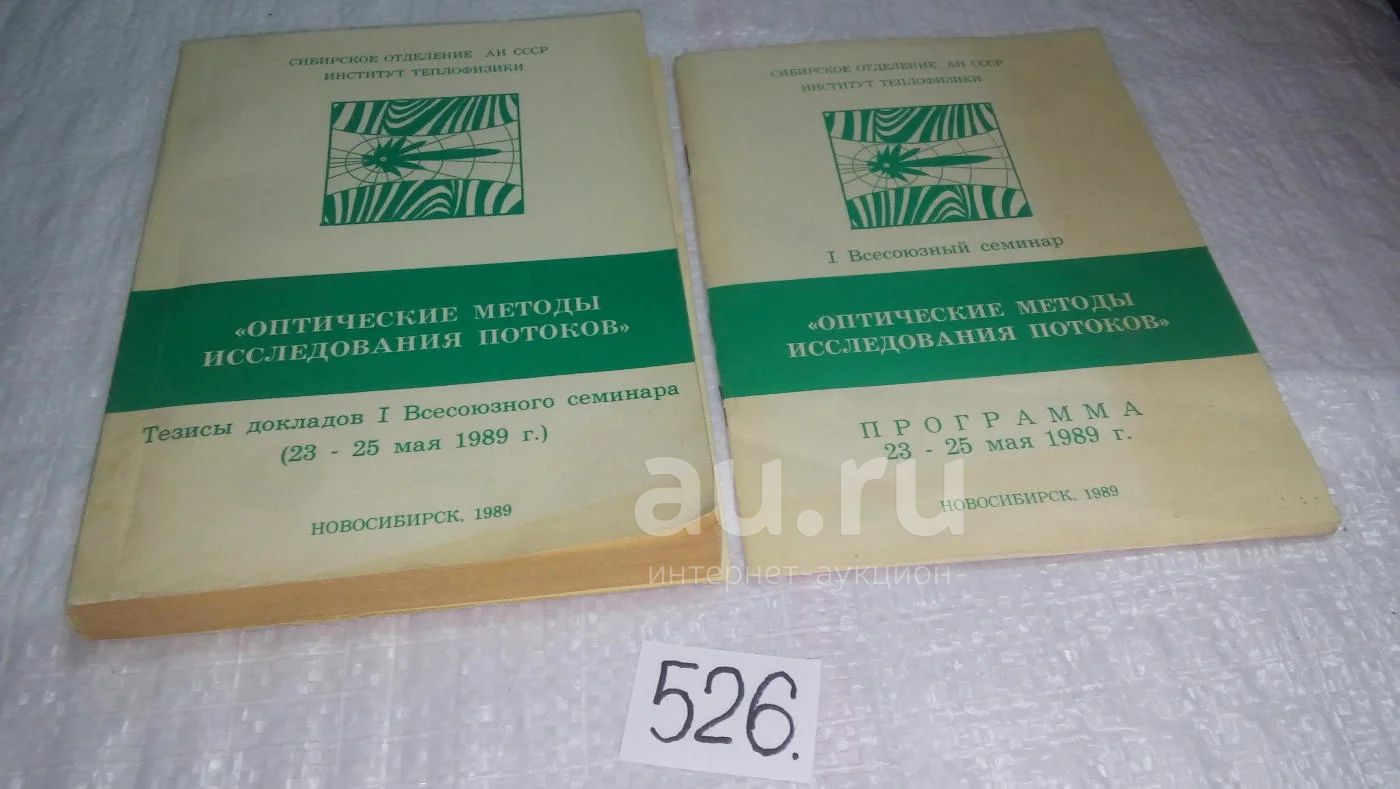 СИБИРСКОЕ ОТДЕЛЕНИЕ АН СССР
ИНСТИТУТ ТЕПЛОФИЗИКИ
«ОПТИЧЕСКИЕ МЕТОДЫ
ИССЛЕДОВАНИЯ ПОТОКОВ»
Тезисы докладов I Всесоюзного семинара
(23 - 25 мая 1989 г.)
НОВОСИБИРСК, 1989
СИБИРСКОЕ ОТДЕЛЕНИЕ АН СССР
ИНСТИТУТ ТЕПЛОФИЗИКИ
I Всесоюзный семинар
«ОПТИЧЕСКИЕ МЕТОДЫ
ИССЛЕДОВАНИЯ ПОТОКОВ»
ПРОГРАММА
23 - 25 мая 1989 г.
НОВОСИБИРСК, 1989
au.ru
интернет-аукцион
526.